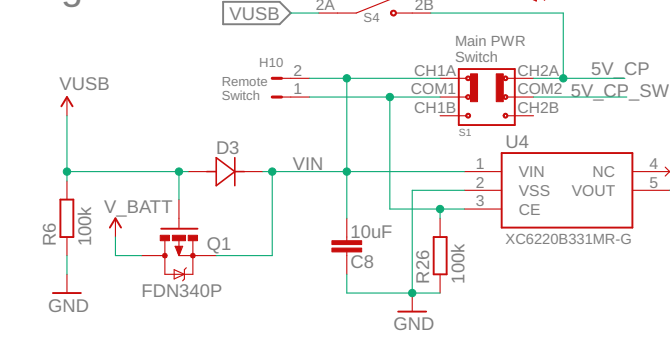 g
VUSB
2A
S4
2B
Main PWR
Switch
H10
2
CH1A
CH2A
5V_CP
Remote
Switch
1
COM1
COM2
5V_CP_SW
VUSB
CH1B
CH2B
S1
U4
D3
VIN
1
VIN
NC
4
2
VSS
VOUT
5
3
CE
V_BATT
R6
100k
Q1
10uF
C8
R26
100k
XC6220B331MR-G
FDN340P
GND
GND